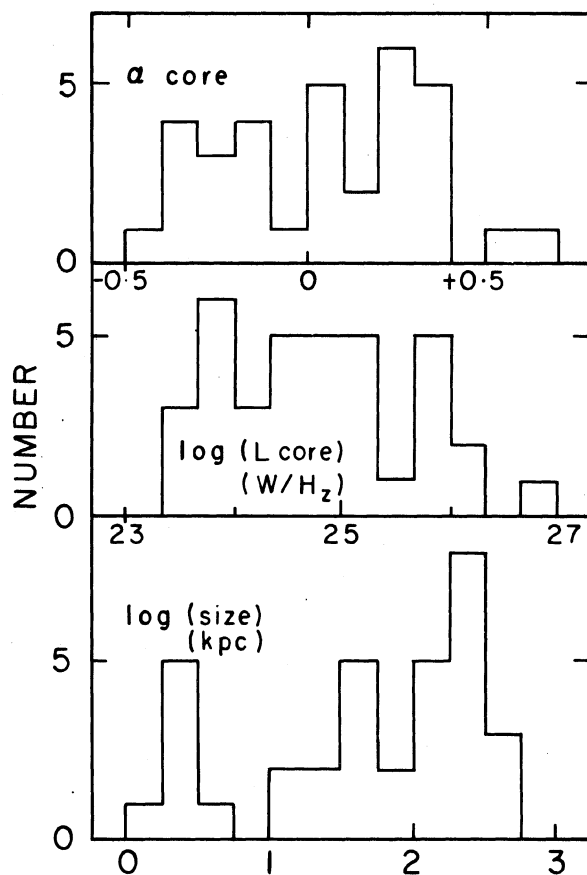 α core
5
0
-0.5 0 +0.5
NUMBER
5
log (L core)
(W/Hz)
0
23 25 27
log (size)
(kpc)
5
0
0 1 2 3